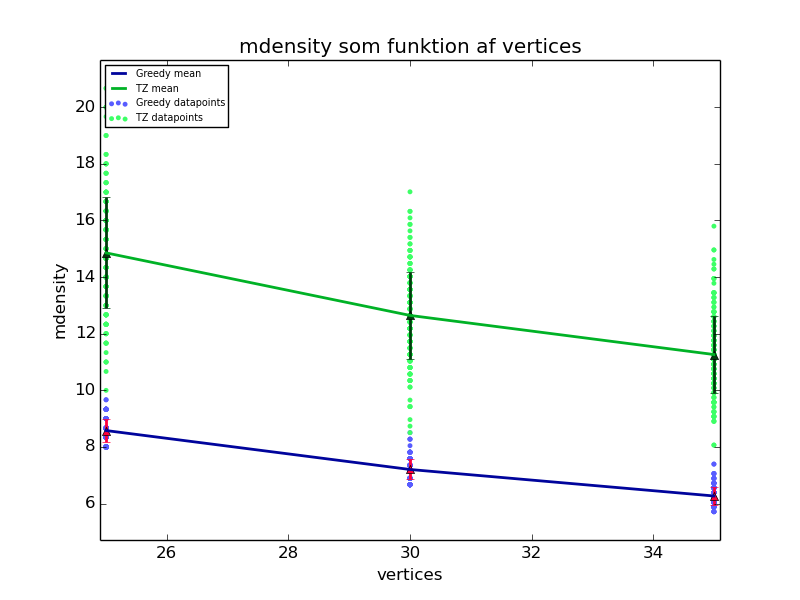 mdensity som funktion af vertices
Greedy mean
TZ mean
Greedy datapoints
TZ datapoints
20
18
16
14
12
10
8
6
mdensity
26 28 30 32 34
vertices